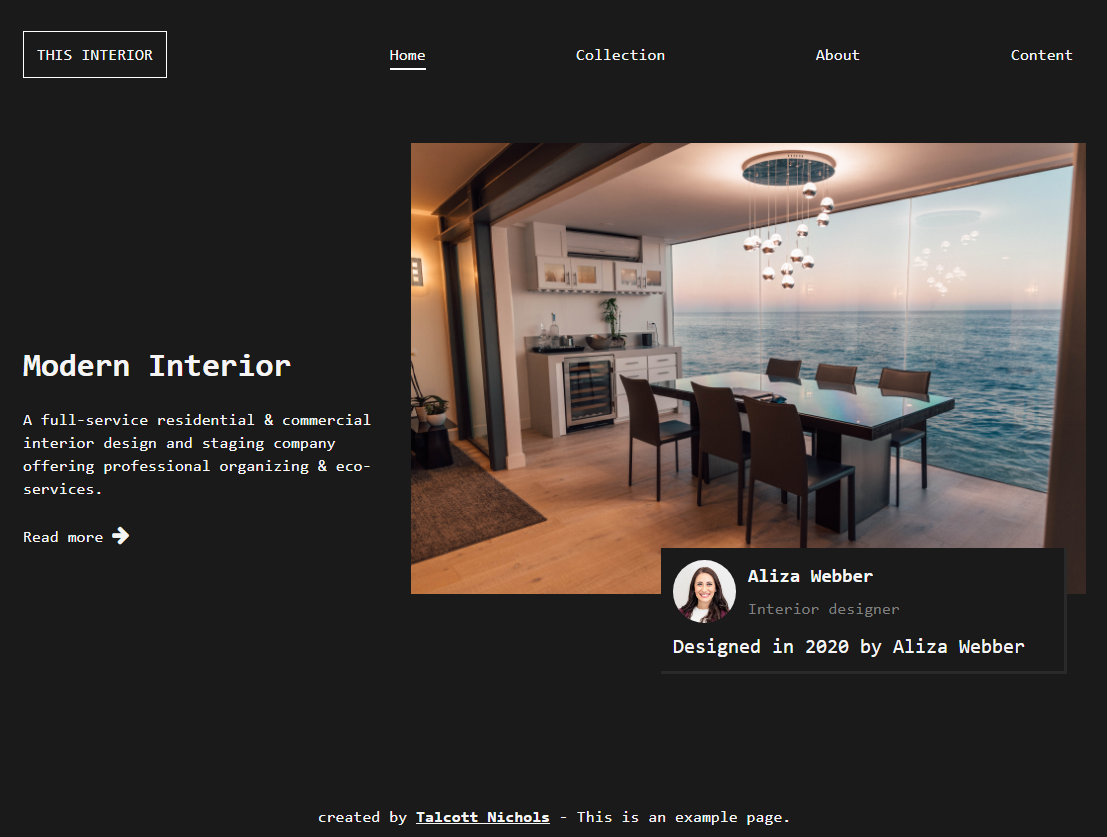 THIS INTERIOR
Home
Collection
About
Content
Modern Interior
A full-service residential & commercial
interior design and staging company
offering professional organizing & eco-
services.
Read more
Aliza Webber
Interior designer
Designed in 2020 by Aliza Webber
created by Talcott Nichols - This is an example page.